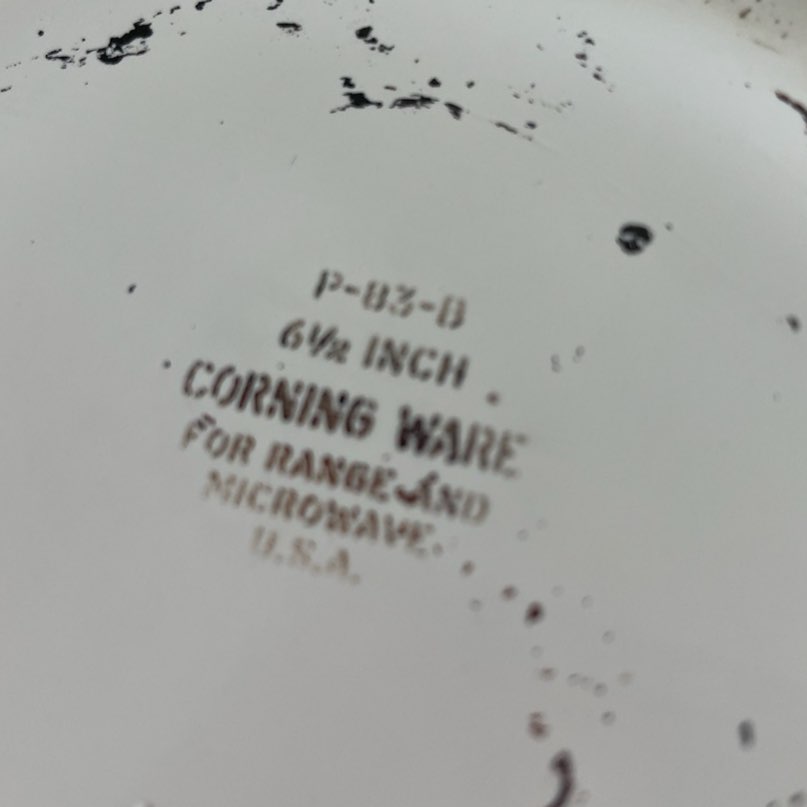 P-83-B
6½ INCH
CORNING WARE
FOR RANGE AND
MICROWAVE.
U.S.A.